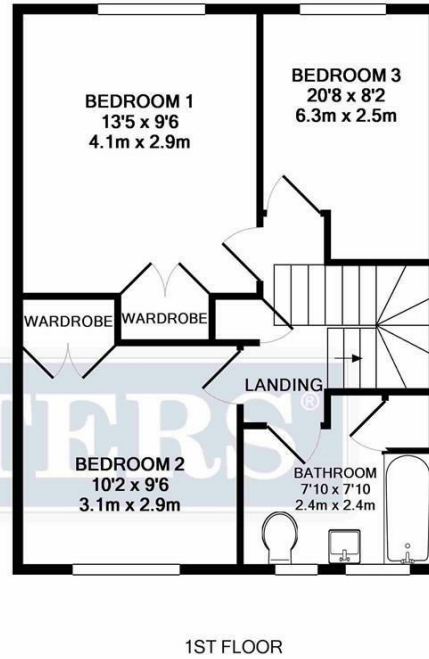 BEDROOM 1
13'5 x 9'6
4.1m x 2.9m
BEDROOM 3
20'8 x 8'2
6.3m x 2.5m
WARDROBE
WARDROBE
LANDING
TERS®
BEDROOM 2
10'2 x 9'6
3.1m x 2.9m
BATHROOM
7'10 x 7'10
2.4m x 2.4m
1ST FLOOR